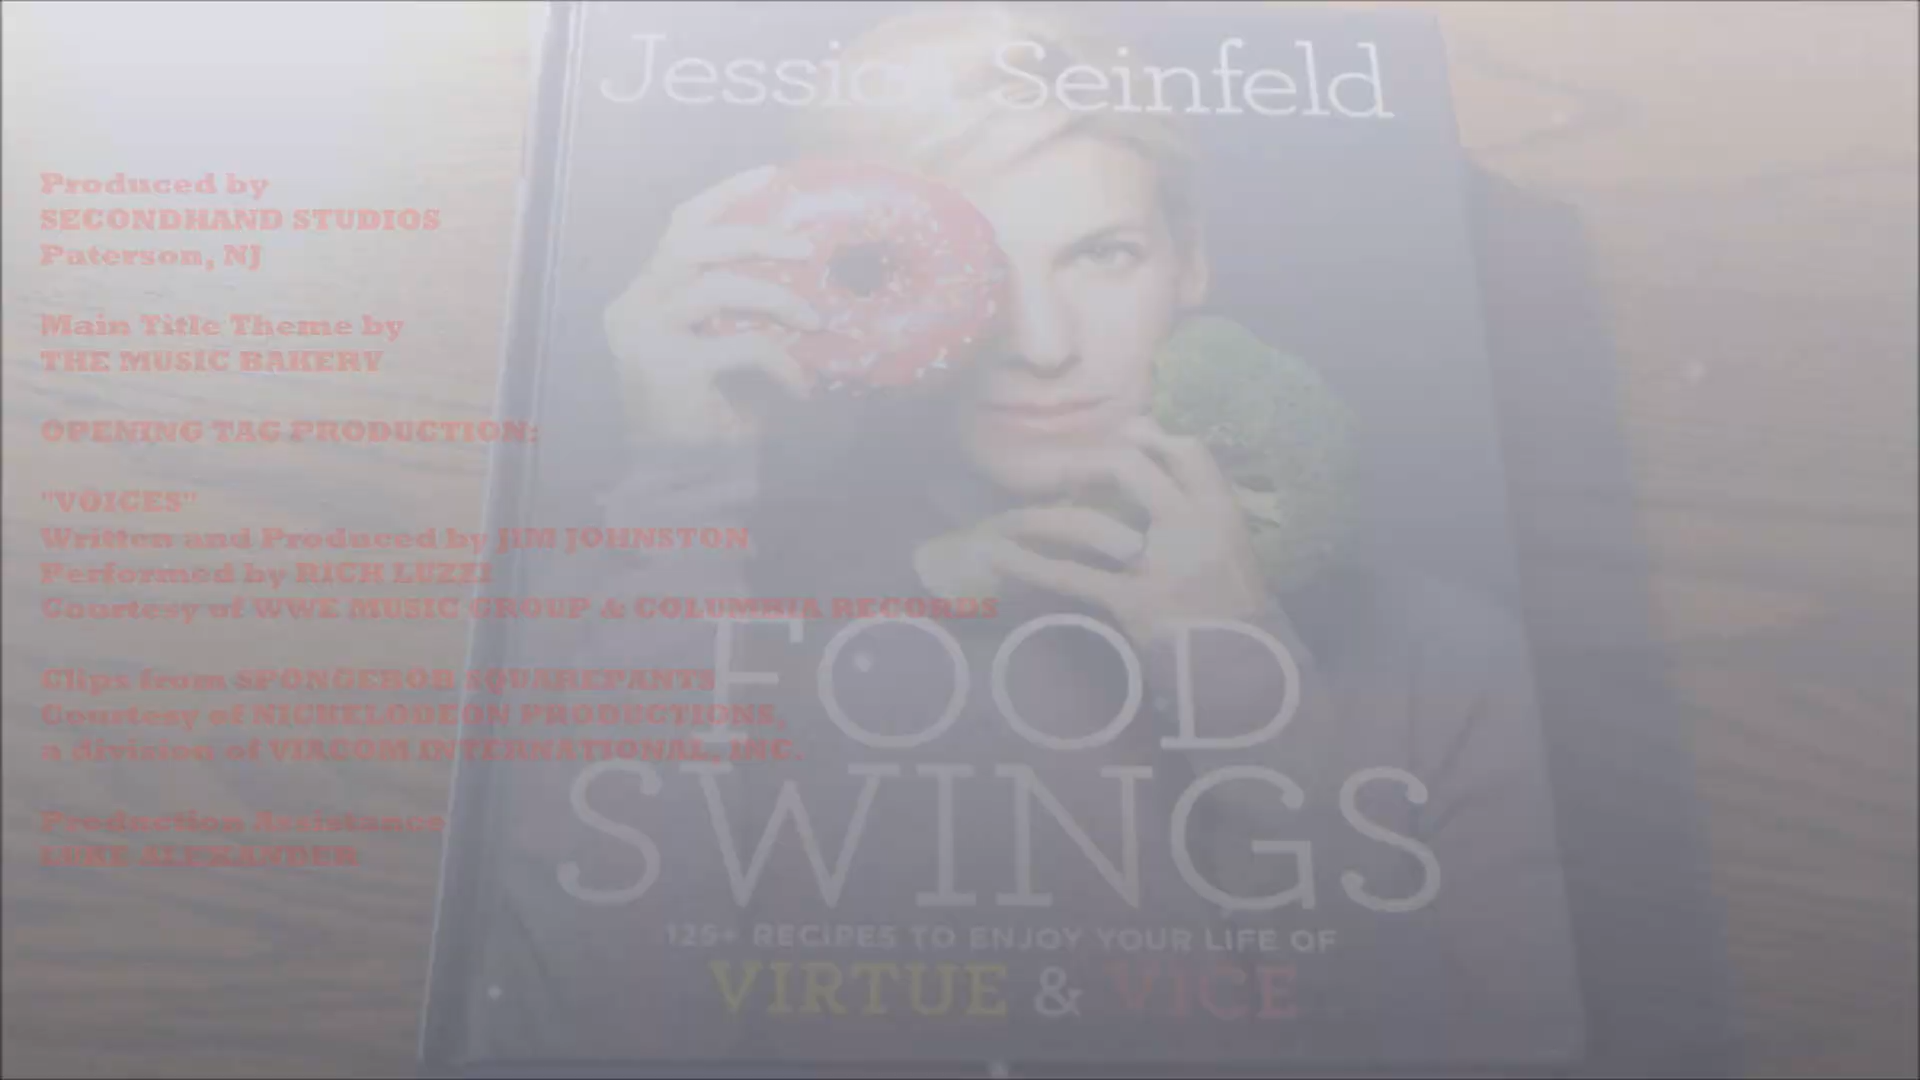 Jessica Seinfeld
Produced by
SECONDHAND STUDIOS
Paterson, NJ
Main Title Theme by
THE MUSIC BAKERY
OPENING TAG PRODUCTION:
"VOICES"
Written and Produced by JIM JOHNSTON
Performed by RICH LUZZI
Courtesy of WWE MUSIC GROUP & COLUMBIA RECORDS
Clips from SPONGEBOB SQUAREPANTS
Courtesy of NICKELODEON PRODUCTIONS,
a division of VIACOM INTERNATIONAL, INC.
Production Assistance
LUKE ALEXANDER
FOOD
SWINGS
125+ RECIPES TO ENJOY YOUR LIFE OF
VIRTUE & VICE